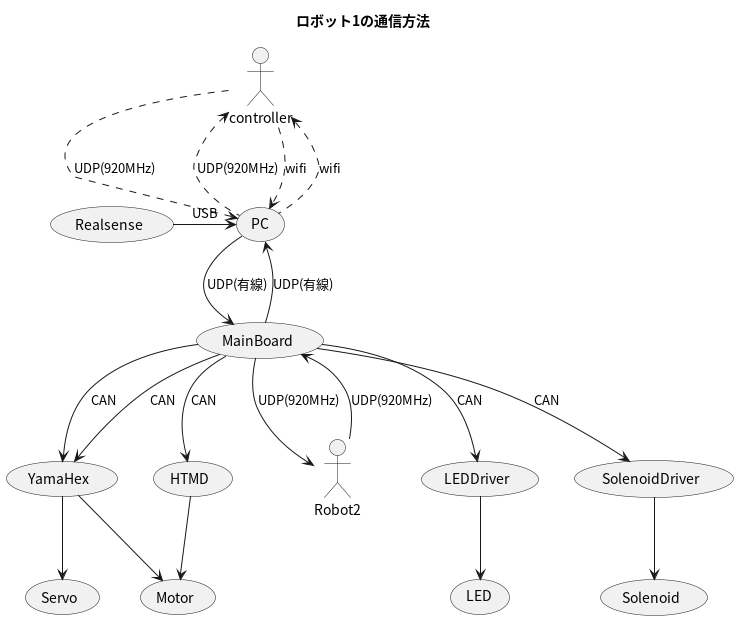 ロボット1の通信方法
controller
UDP(920MHz)
UDP(920MHz)
wifi
wifi
USB
Realsense
PC
UDP(有線)
UDP(有線)
MainBoard
CAN
CAN
CAN
UDP(920MHz)
UDP(920MHz)
CAN
CAN
YamaHex
HTMD
Robot2
LEDDriver
SolenoidDriver
Servo
Motor
LED
Solenoid